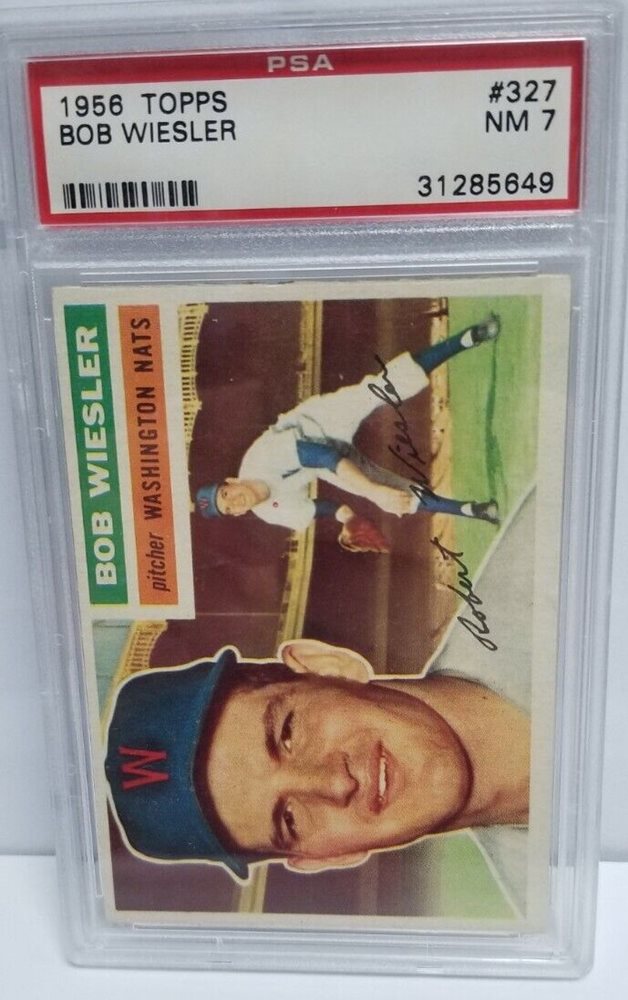 PSA
1956 TOPPS
#327
BOB WIESLER
NM 7
31285649
BOB WIESLER
pitcher WASHINGTON NATS
Robert Wiesler
W